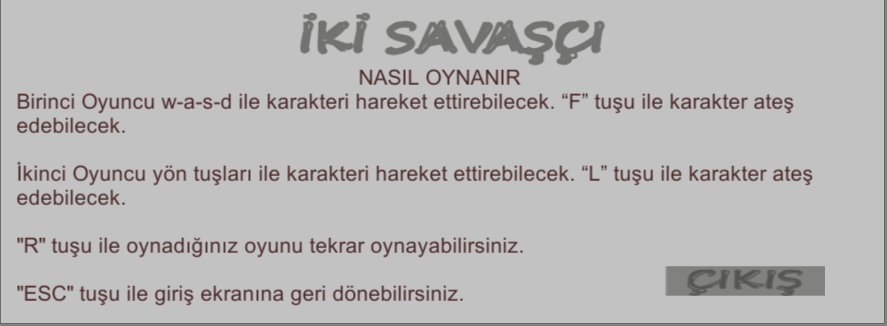 İKİ SAVAŞÇI
NASIL OYNANIR
Birinci Oyuncu w-a-s-d ile karakteri hareket ettirebilecek. “F” tuşu ile karakter ateş
edebilecek.
İkinci Oyuncu yön tuşları ile karakteri hareket ettirebilecek. “L” tuşu ile karakter ateş
edebilecek.
"R" tuşu ile oynadığınız oyunu tekrar oynayabilirsiniz.
"ESC" tuşu ile giriş ekranına geri dönebilirsiniz.
ÇIKIŞ